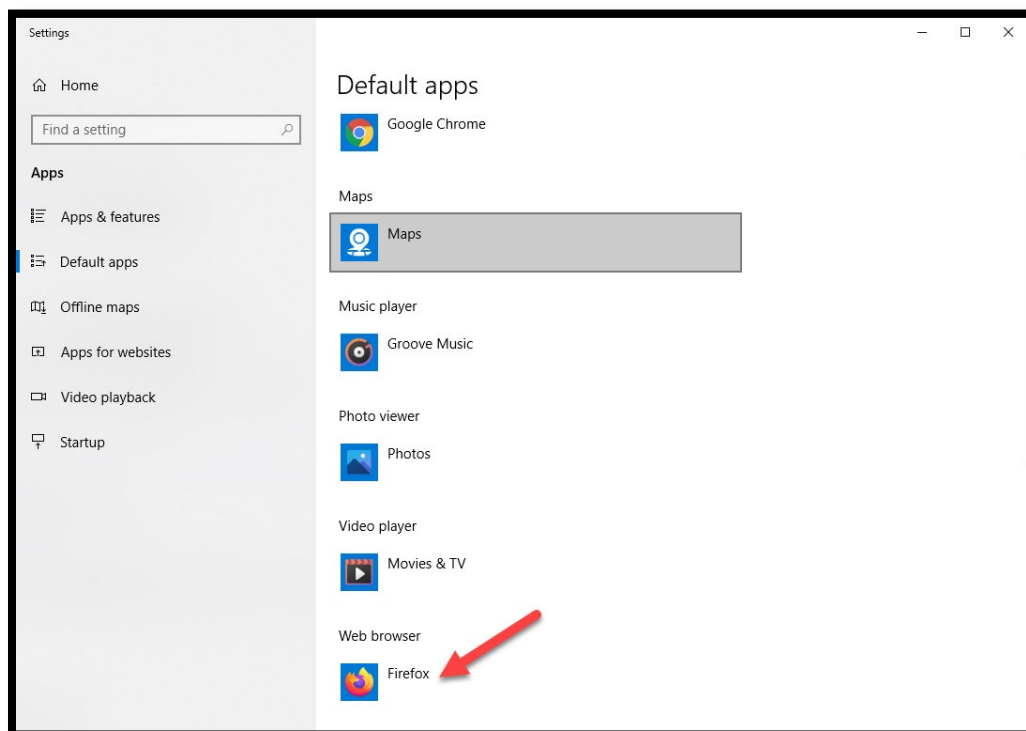 Settings
Home
Find a setting
Apps
Apps & features
Default apps
Offline maps
Apps for websites
Video playback
Startup
Default apps
Google Chrome
Maps
Maps
Music player
Groove Music
Photo viewer
Photos
Video player
Movies & TV
Web browser
Firefox